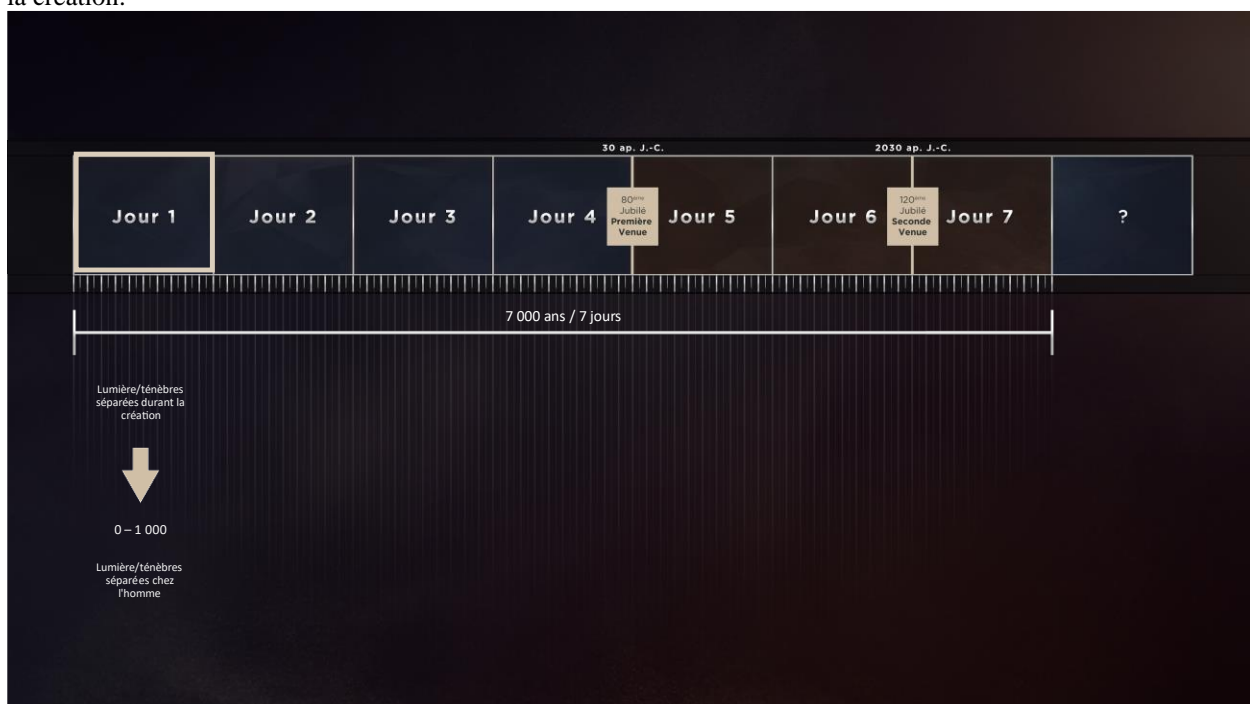 la création.
30 ap. J.-C.
2030 ap. J.-C.
Jour 1
Jour 2
Jour 3
Jour 4
80ème
Jubilé
Première
Venue
Jour 5
Jour 6
120ème
Jubilé
Seconde
Venue
Jour 7
?
7 000 ans / 7 jours
Lumière/ténèbres
séparées durant la
création
0 – 1 000
Lumière/ténèbres
séparées chez
l'homme